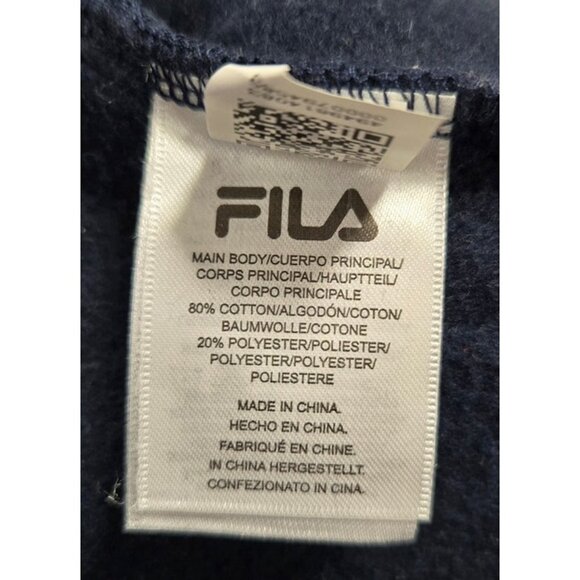 FILA
MAIN BODY/CUERPO PRINCIPAL/
CORPS PRINCIPAL/HAUPTTEIL/
CORPO PRINCIPALE
80% COTTON/ALGODÓN/COTON/
BAUMWOLLE/COTONE
20% POLYESTER/POLIESTER/
POLYESTER/POLYESTER/
POLIESTERE
MADE IN CHINA.
HECHO EN CHINA.
FABRIQUÉ EN CHINE.
IN CHINA HERGESTELLT.
CONFEZIONATO IN CINA.